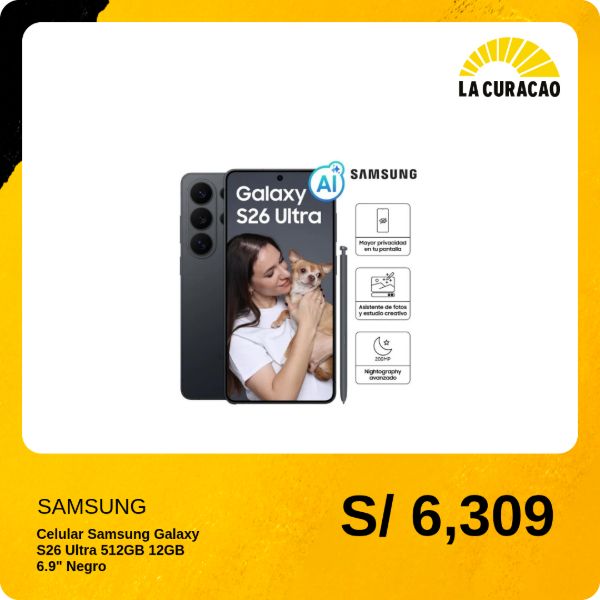 LA CURACAO
AI
SAMSUNG
Galaxy
S26 Ultra
Mayor privacidad
en tu pantalla
Asistente de fotos
y estudio creativo
200MP
Nightography
avanzado
SAMSUNG
Celular Samsung Galaxy
S26 Ultra 512GB 12GB
6.9" Negro
S/ 6,309